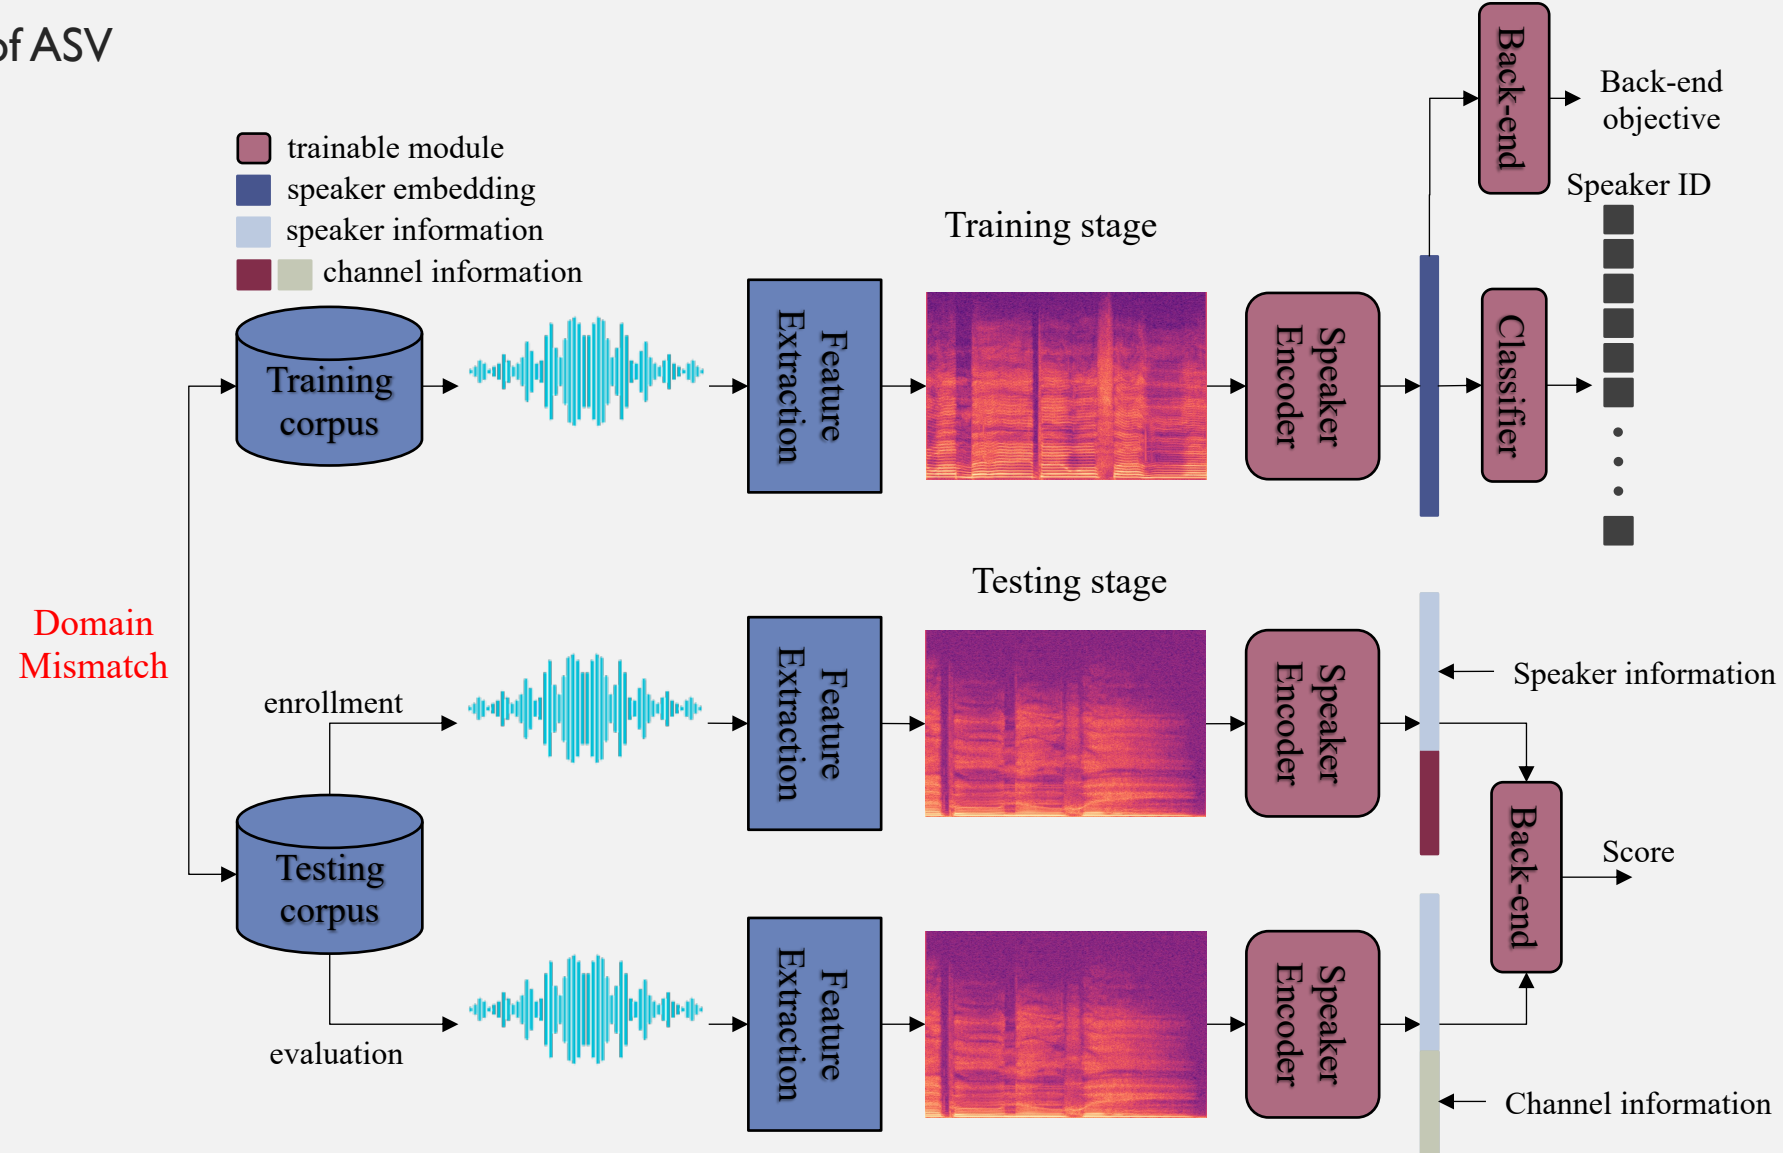 of ASV
trainable module
speaker embedding
speaker information
channel information
Back-end
Back-end
objective
Speaker ID
Training stage
Training
corpus
Feature
Extraction
Speaker
Encoder
Classifier
Testing stage
Domain
Mismatch
enrollment
Feature
Extraction
Speaker
Encoder
Speaker information
Testing
corpus
Back-end
Score
evaluation
Feature
Extraction
Speaker
Encoder
Channel information